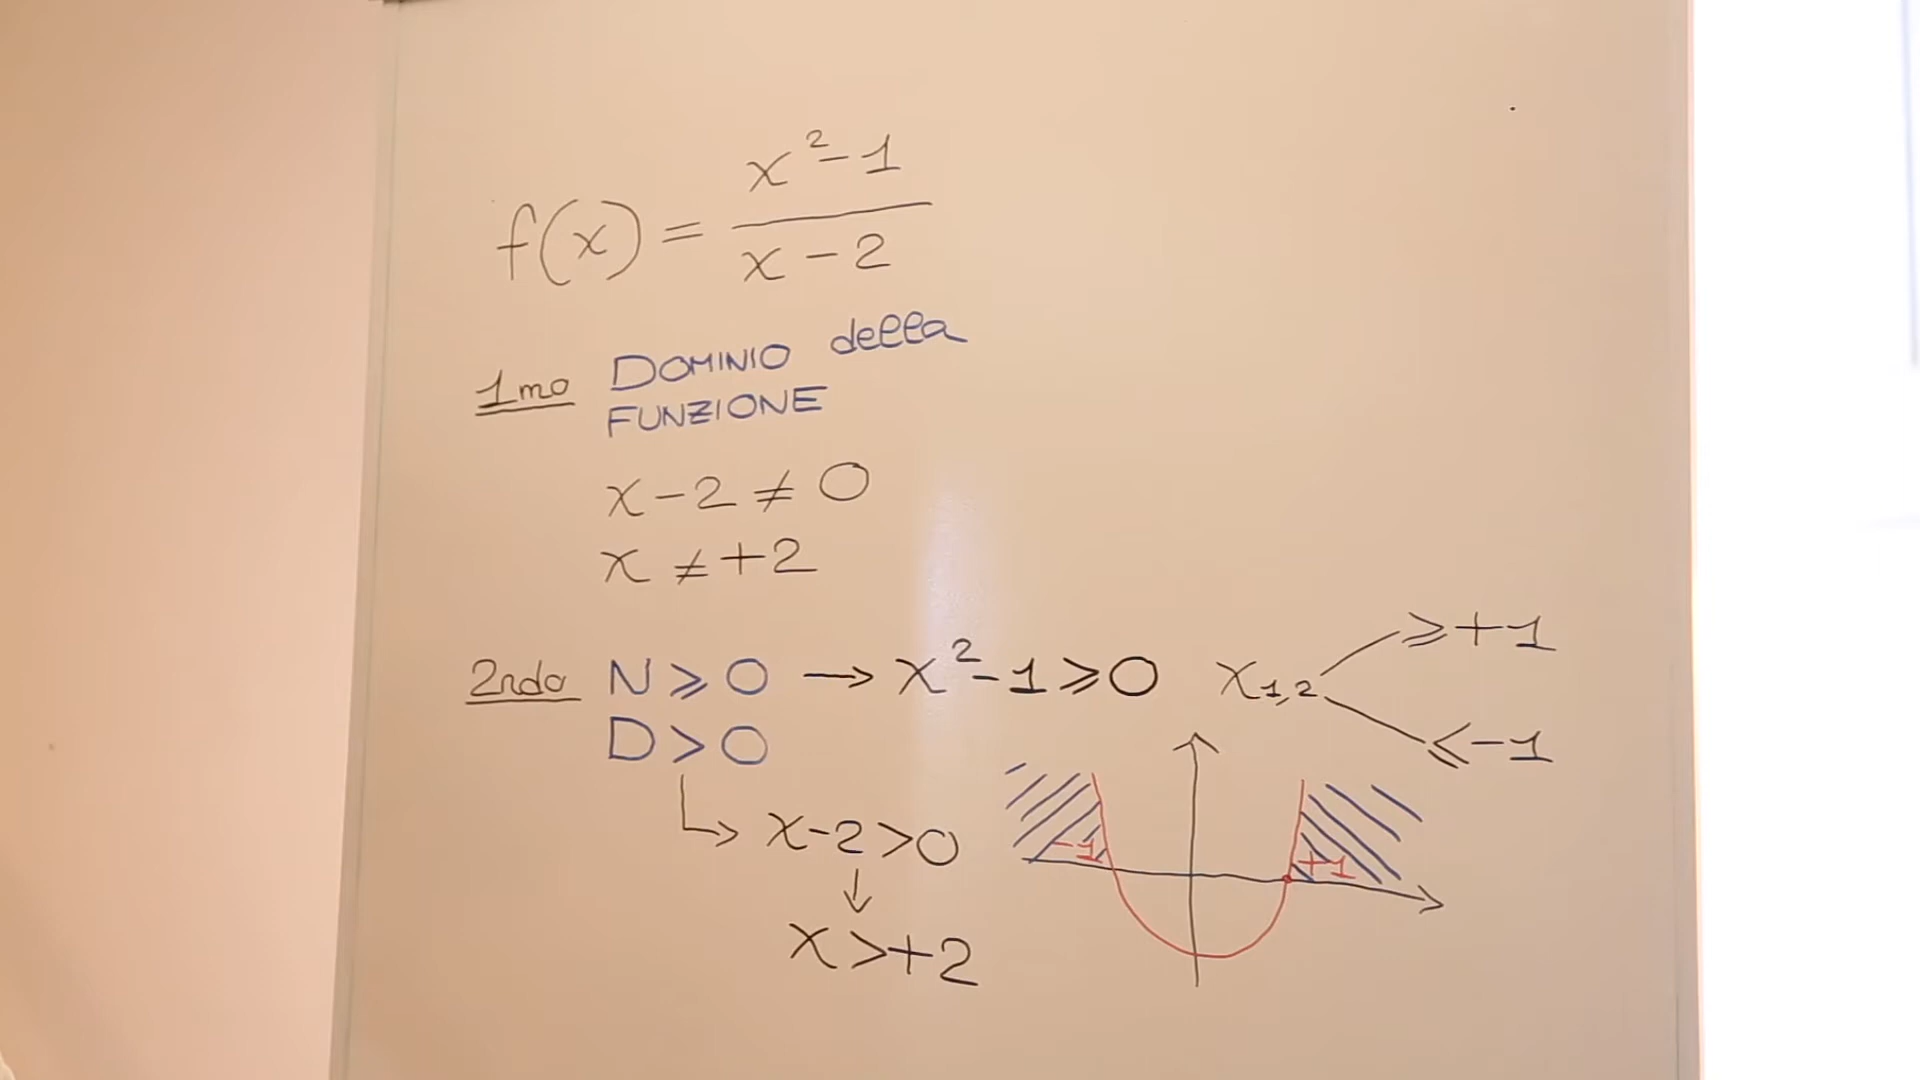 f(x) = x²-1 / x-2
1mo DOMINIO della
FUNZIONE
x-2 ≠ 0
x ≠ +2
2ndo N ⩾ 0 → x²-1 ⩾ 0 x₁,₂ ⩾+1
⩽-1
D > 0
x-2 > 0
x > +2
-1
+1